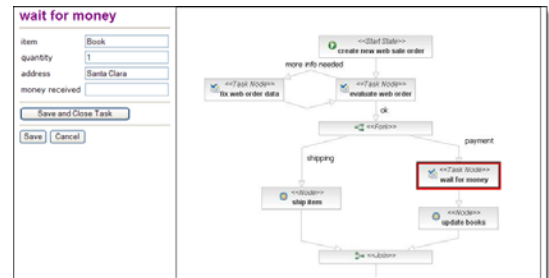 wait for money
item Book
quantity 1
address Santa Clara
money received
Save and Close Task
Save Cancel
<<Start State>>
create new web sale order
more info needed
<<Task Node>>
fix web order data
<<Task Node>>
evaluate web order
ok
<<Fork>>
payment
shipping
<<Task Node>>
wait for money
<<Node>>
ship item
<<Node>>
update books
<<Join>>